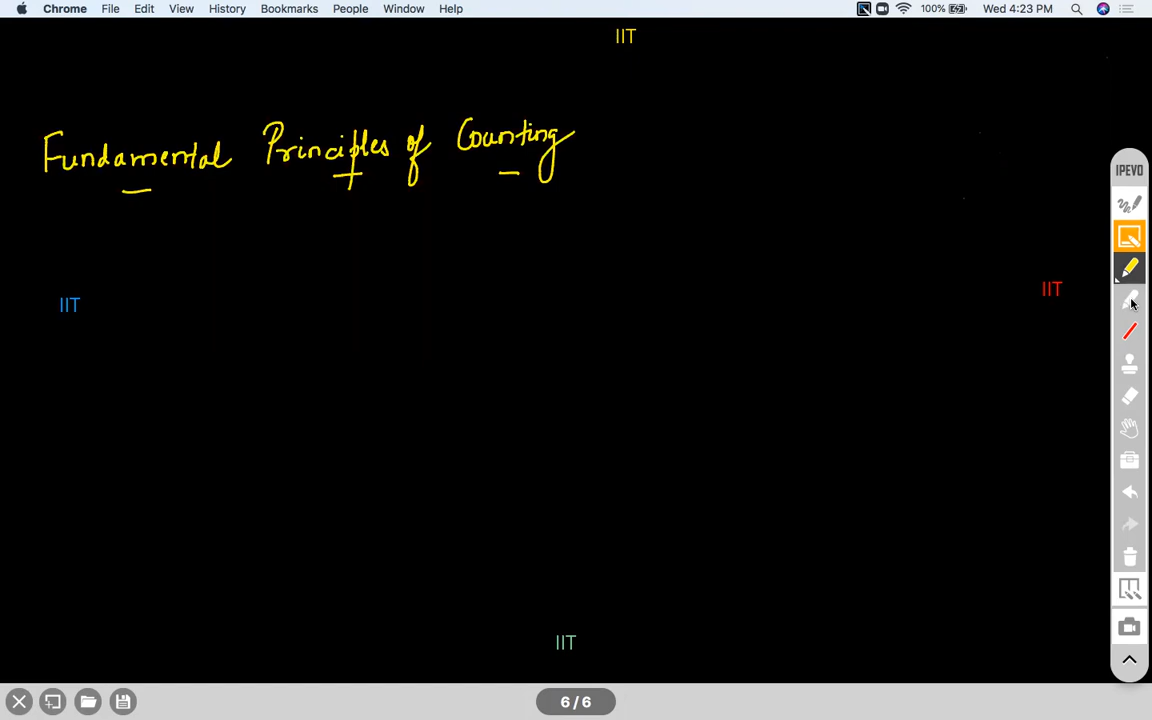 Chrome File Edit View History Bookmarks People Window Help 100% Wed 4:23 PM
IIT
Fundamental Principles of Counting
IPEVO
IIT
IIT
IIT
6 / 6